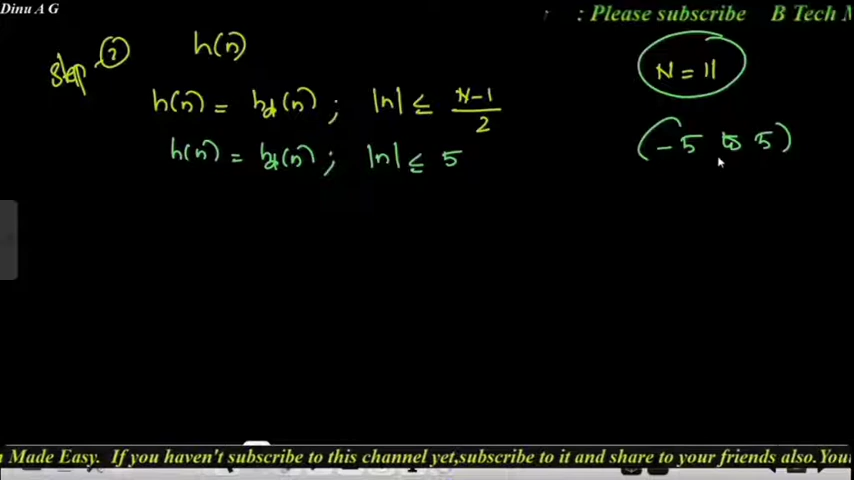 Dinu A G
: Please subscribe B Tech M
Step-② h(n)
N = 11
h(n) = hd(n) ; |n| ≤ N-1/2
(-5 to 5)
h(n) = hd(n) ; |n| ≤ 5
n Made Easy. If you haven't subscribe to this channel yet,subscribe to it and share to your friends also.You